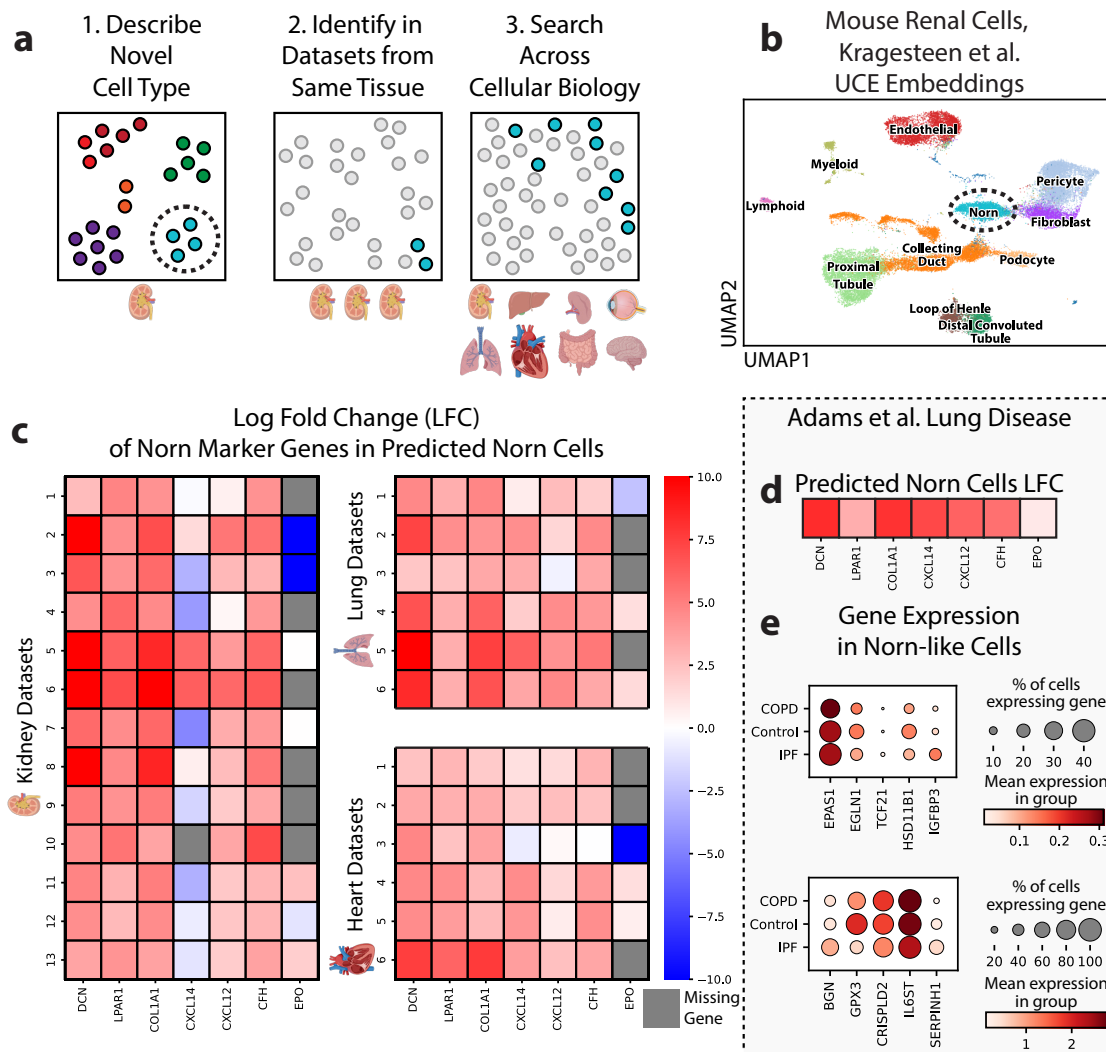 a
1. Describe
Novel
Cell Type
2. Identify in
Datasets from
Same Tissue
3. Search
Across
Cellular Biology
b
Mouse Renal Cells,
Kragesteen et al.
UCE Embeddings
Endothelial
Myeloid
Lymphoid
Norn
Pericyte
Fibroblast
Collecting
Duct
Podocyte
Proximal
Tubule
Loop of Henle
Distal Convoluted
Tubule
UMAP2
UMAP1
c
Log Fold Change (LFC)
of Norn Marker Genes in Predicted Norn Cells
Kidney Datasets
1
2
3
4
5
6
7
8
9
10
11
12
13
DCN
LPAR1
COL1A1
CXCL14
CXCL12
CFH
EPO
Lung Datasets
1
2
3
4
5
6
Heart Datasets
1
2
3
4
5
6
DCN
LPAR1
COL1A1
CXCL14
CXCL12
CFH
EPO
10.0
7.5
5.0
2.5
0.0
−2.5
−5.0
−7.5
−10.0
Missing
Gene
Adams et al. Lung Disease
d
Predicted Norn Cells LFC
DCN
LPAR1
COL1A1
CXCL14
CXCL12
CFH
EPO
e
Gene Expression
in Norn-like Cells
COPD
Control
IPF
EPAS1
EGLN1
TCF21
HSD11B1
IGFBP3
% of cells
expressing gene
10 20 30 40
Mean expression
in group
0.1 0.2 0.3
COPD
Control
IPF
BGN
GPX3
CRISPLD2
IL6ST
SERPINH1
% of cells
expressing gene
20 40 60 80 100
Mean expression
in group
1 2